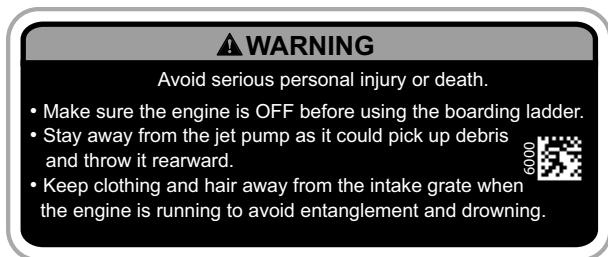 WARNING
Avoid serious personal injury or death.
• Make sure the engine is OFF before using the boarding ladder.
• Stay away from the jet pump as it could pick up debris
and throw it rearward.
6000
• Keep clothing and hair away from the intake grate when
the engine is running to avoid entanglement and drowning.